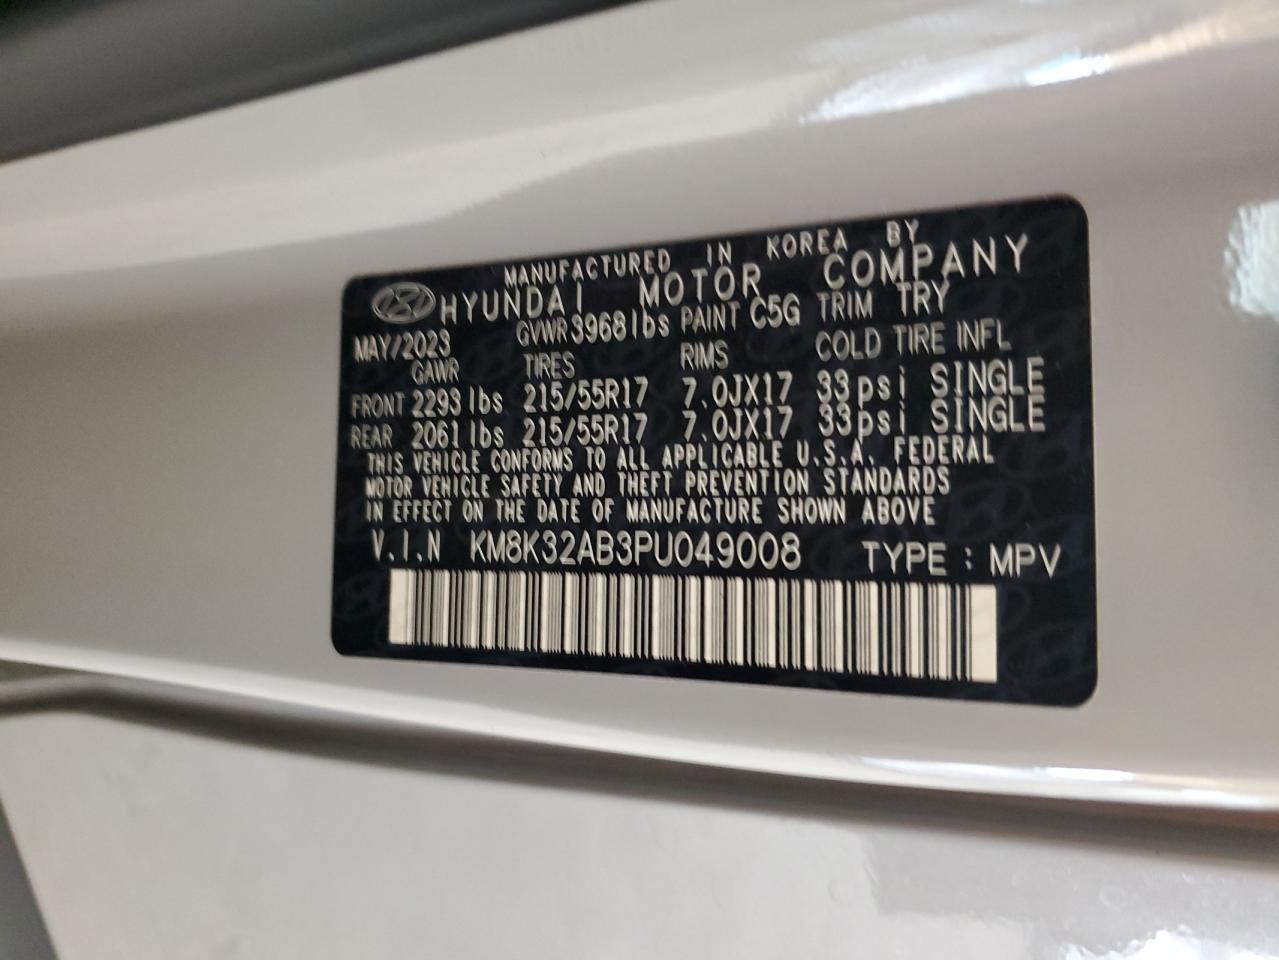 MANUFACTURED IN KOREA BY
HYUNDAI MOTOR COMPANY
MAY/2023 GVWR 3968 lbs PAINT C5G TRIM TRY
GAWR TIRES RIMS COLD TIRE INFL
FRONT 2293 lbs 215/55R17 7.0JX17 33psi SINGLE
REAR 2061 lbs 215/55R17 7.0JX17 33psi SINGLE
THIS VEHICLE CONFORMS TO ALL APPLICABLE U.S.A. FEDERAL
MOTOR VEHICLE SAFETY AND THEFT PREVENTION STANDARDS
IN EFFECT ON THE DATE OF MANUFACTURE SHOWN ABOVE
V.I.N KM8K32AB3PU049008 TYPE : MPV